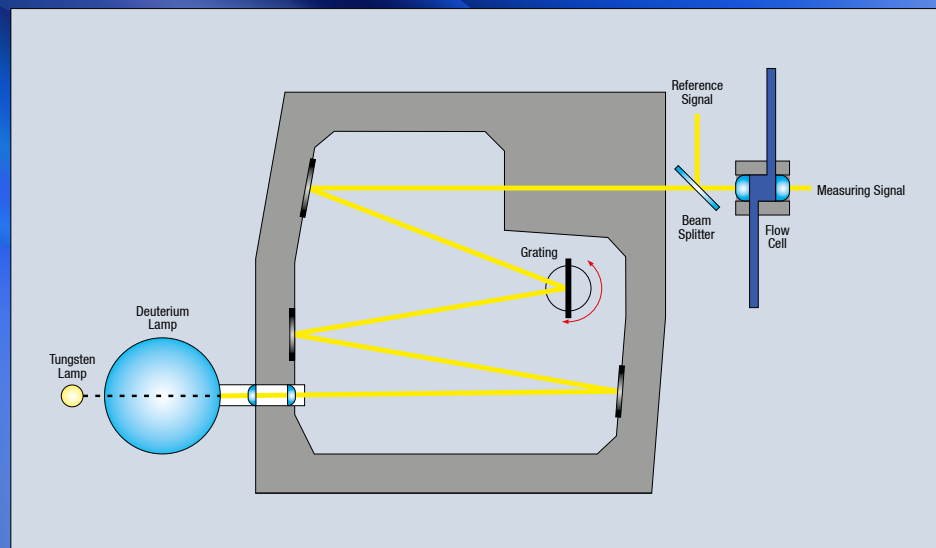 Reference
Signal
Measuring Signal
Beam
Splitter
Flow
Cell
Grating
Deuterium
Lamp
Tungsten
Lamp